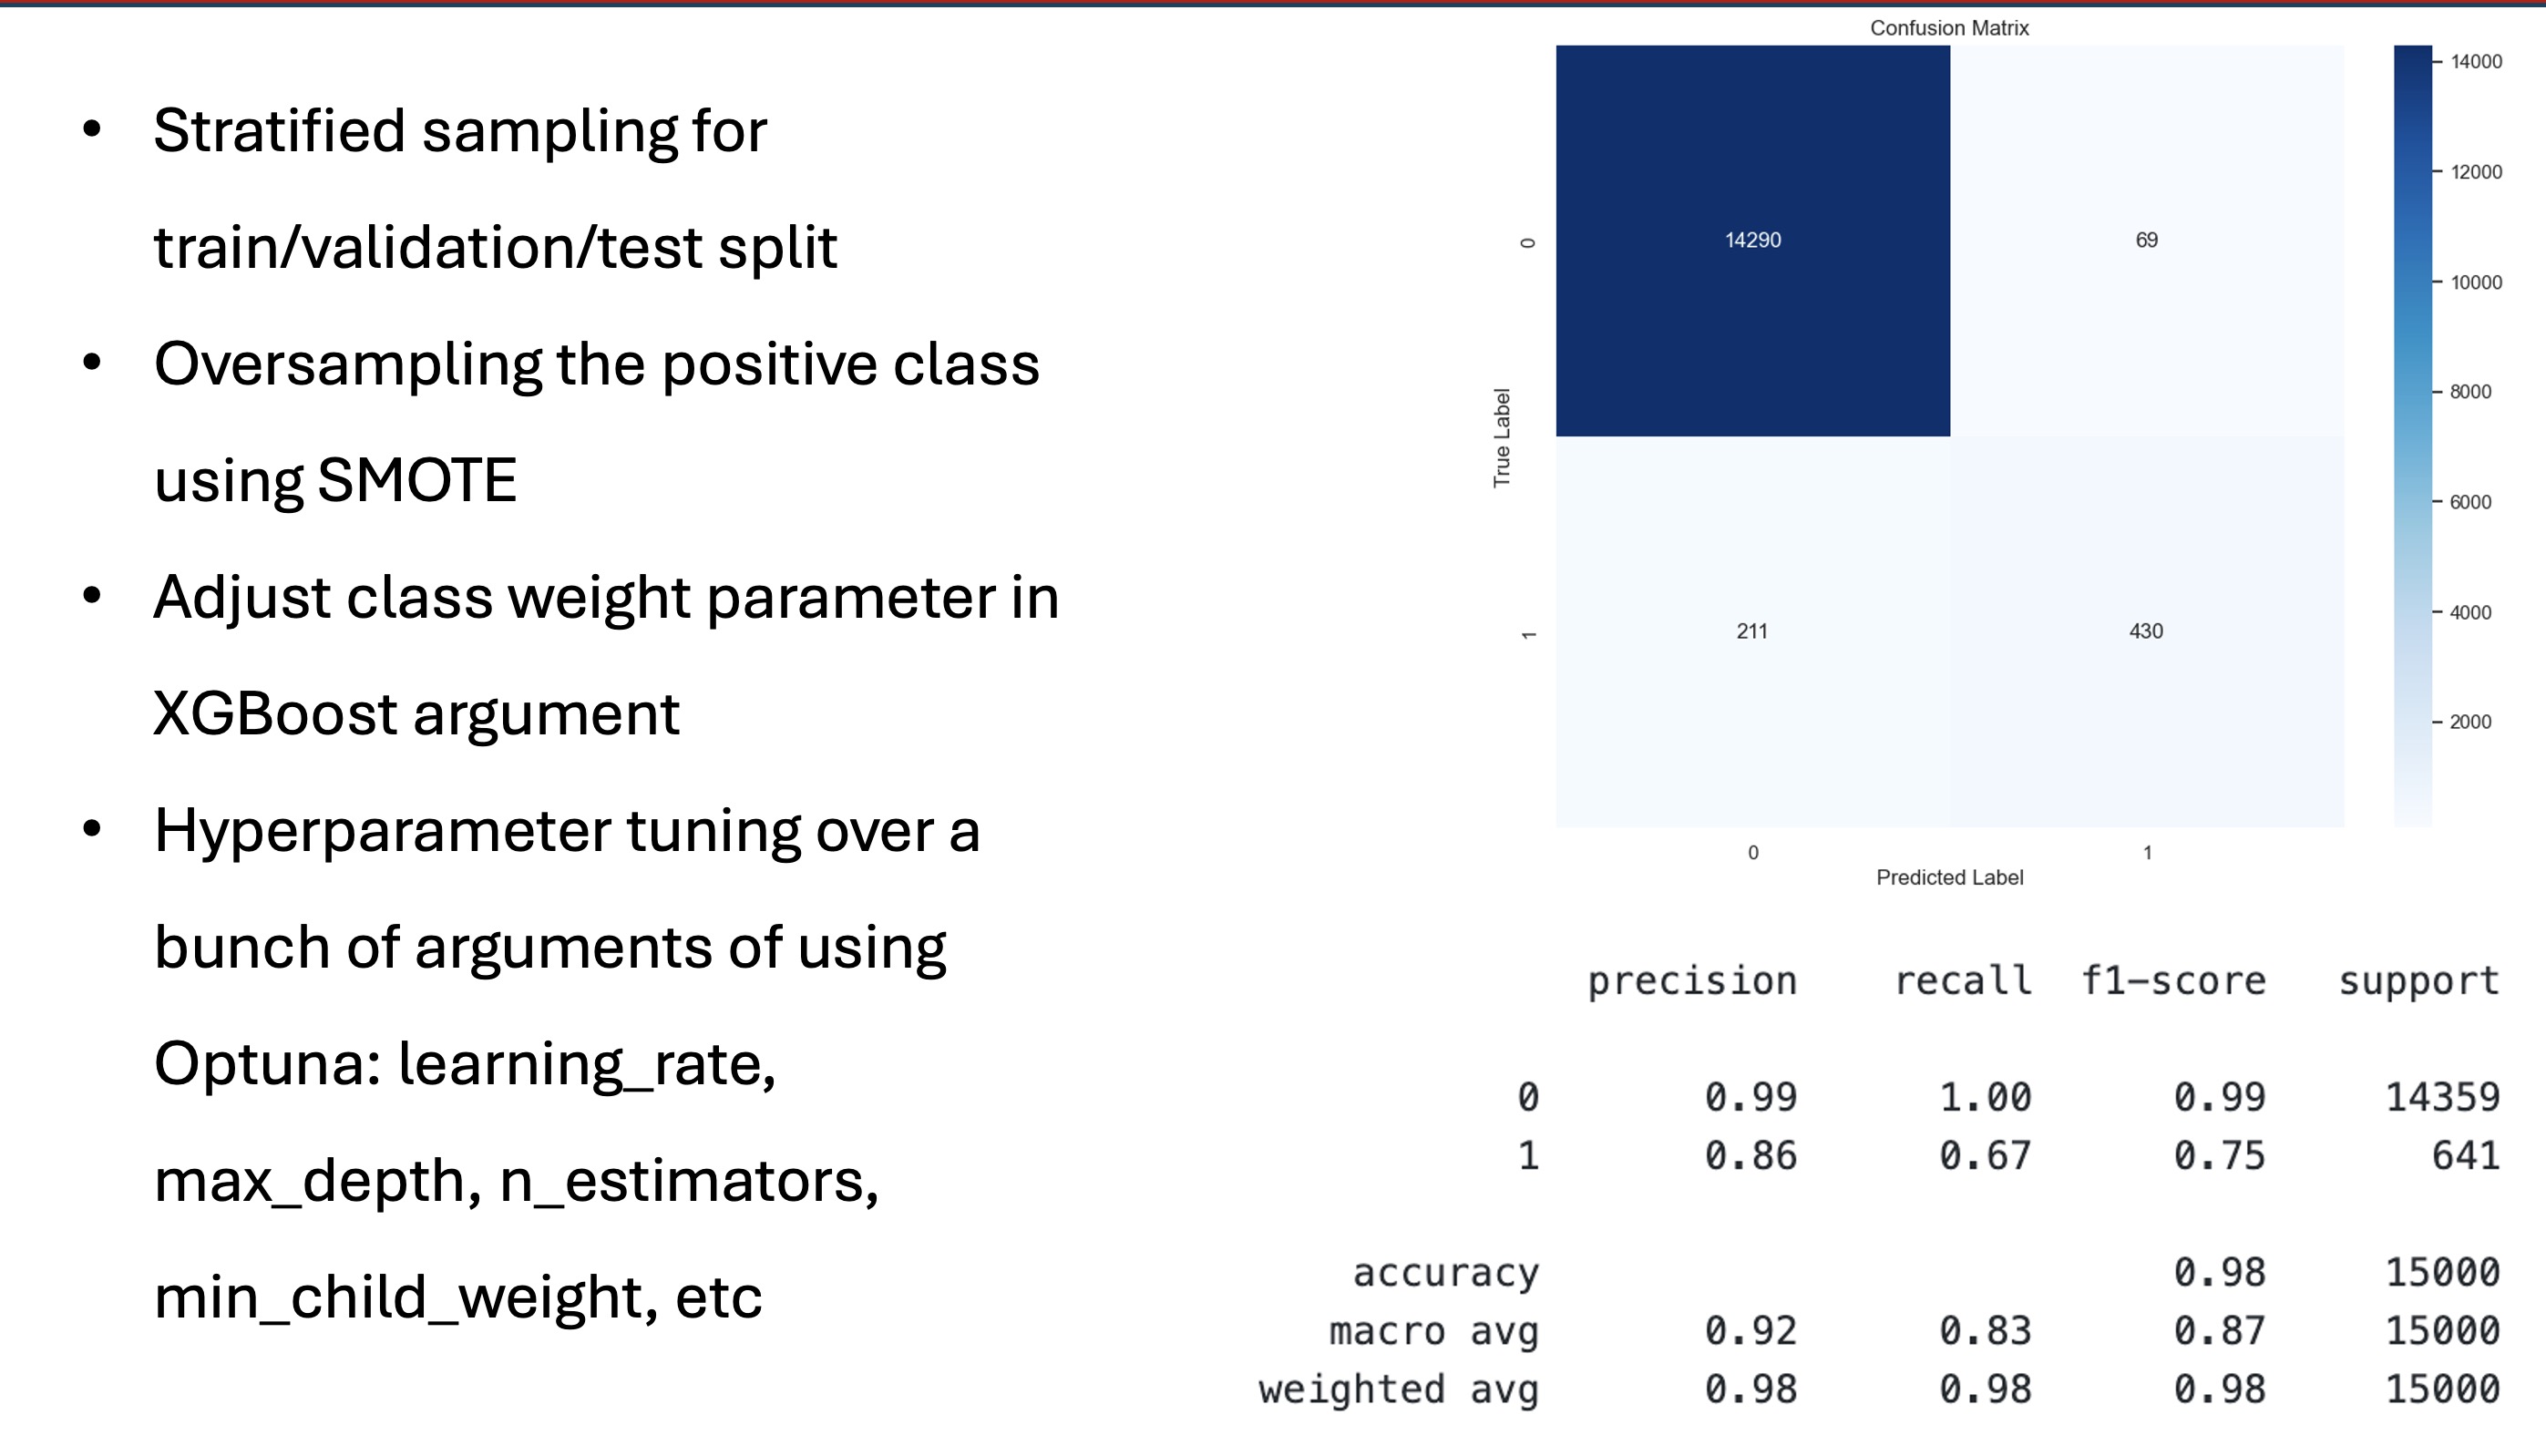 • Stratified sampling for
train/validation/test split
• Oversampling the positive class
using SMOTE
• Adjust class weight parameter in
XGBoost argument
• Hyperparameter tuning over a
bunch of arguments of using
Optuna: learning_rate,
max_depth, n_estimators,
min_child_weight, etc
Confusion Matrix
True Label
0
14290 69
1
211 430
0 1
Predicted Label
14000
12000
10000
8000
6000
4000
2000
precision recall f1-score support
0 0.99 1.00 0.99 14359
1 0.86 0.67 0.75 641
accuracy 0.98 15000
macro avg 0.92 0.83 0.87 15000
weighted avg 0.98 0.98 0.98 15000